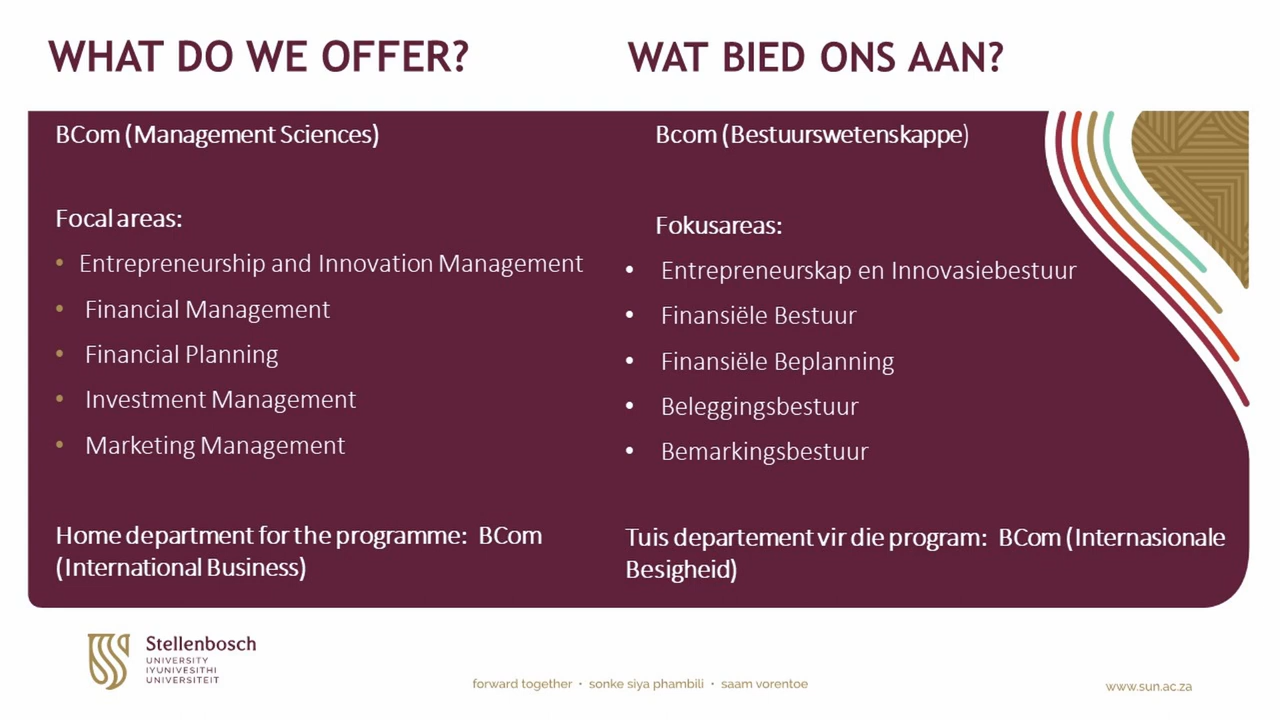 WHAT DO WE OFFER?
WAT BIED ONS AAN?
BCom (Management Sciences)
Focal areas:
• Entrepreneurship and Innovation Management
• Financial Management
• Financial Planning
• Investment Management
• Marketing Management
Home department for the programme: BCom
(International Business)
Bcom (Bestuurswetenskappe)
Fokusareas:
• Entrepreneurskap en Innovasiebestuur
• Finansiële Bestuur
• Finansiële Beplanning
• Beleggingsbestuur
• Bemarkingsbestuur
Tuis departement vir die program: BCom (Internasionale
Besigheid)
Stellenbosch
UNIVERSITY
IYUNIVESITHI
UNIVERSITEIT
forward together • sonke siya phambili • saam vorentoe
www.sun.ac.za